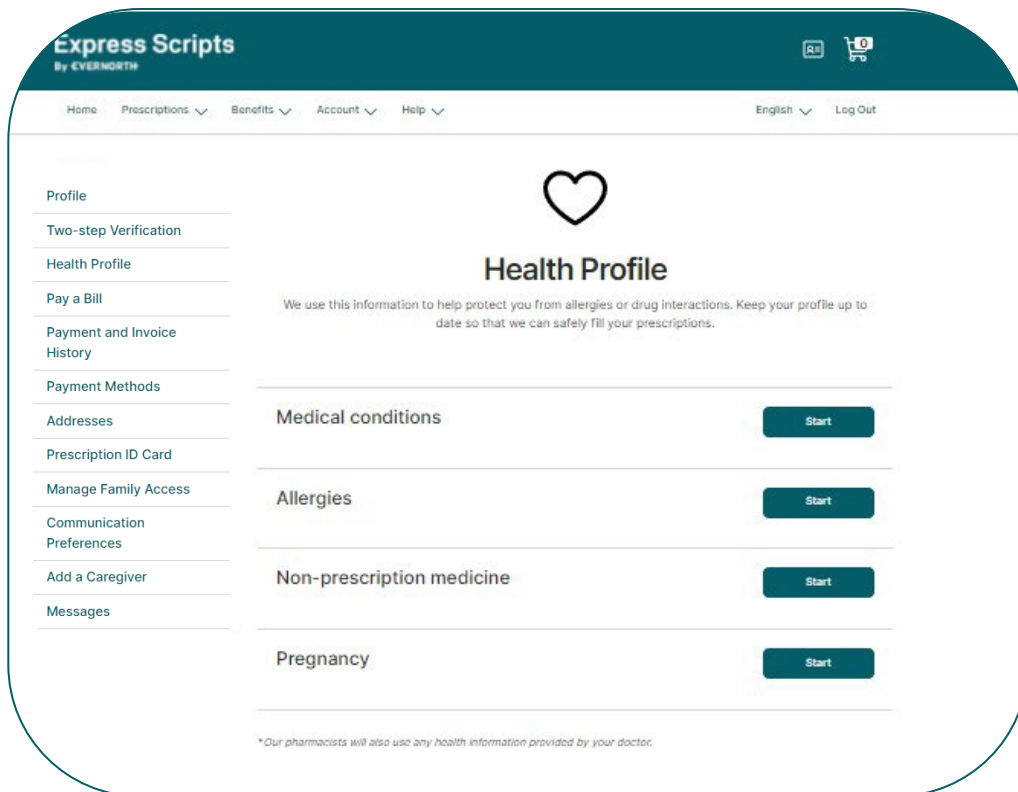 Express Scripts
By EVERNORTH
0
Home Prescriptions Benefits Account Help English Log Out
Profile
Two-step Verification
Health Profile
Pay a Bill
Payment and Invoice
History
Payment Methods
Addresses
Prescription ID Card
Manage Family Access
Communication
Preferences
Add a Caregiver
Messages
Health Profile
We use this information to help protect you from allergies or drug interactions. Keep your profile up to
date so that we can safely fill your prescriptions.
Medical conditions Start
Allergies Start
Non-prescription medicine Start
Pregnancy Start
*Our pharmacists will also use any health information provided by your doctor.